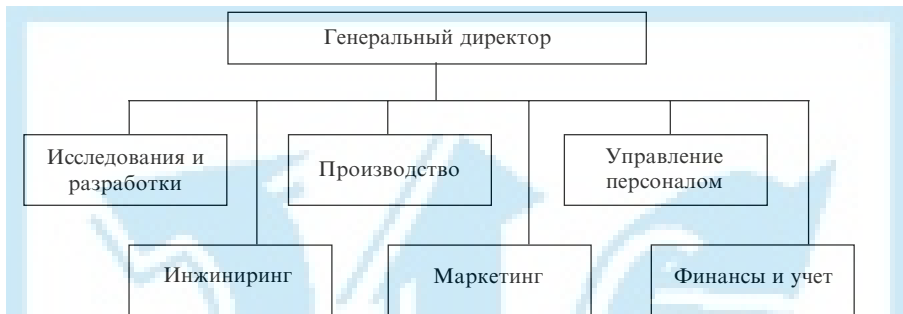 Генеральный директор
Исследования и
разработки
Производство
Управление
персоналом
Инжиниринг
Маркетинг
Финансы и учет